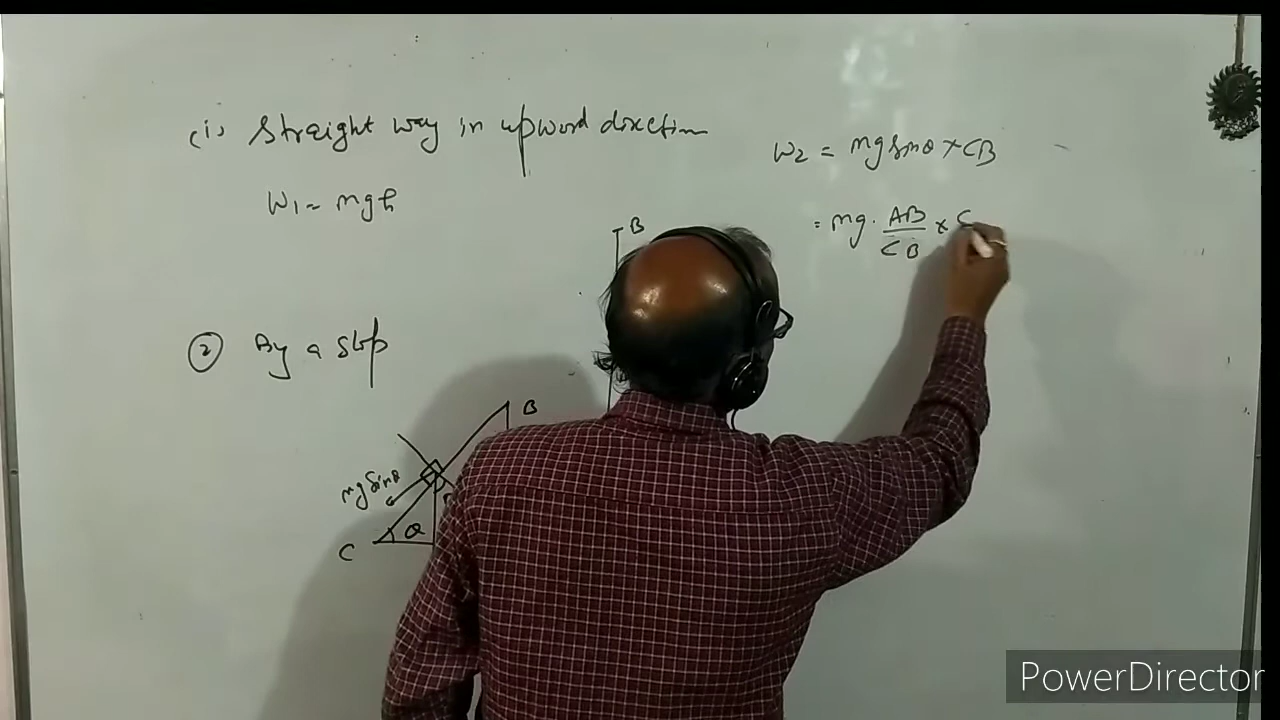 (i) Straight way in upword direction
W1 = mgh
W2 = mg sinθ × CB
= mg. AB/CB × C
B
(2) By a slop
B
mg sinθ
θ
C
PowerDirector